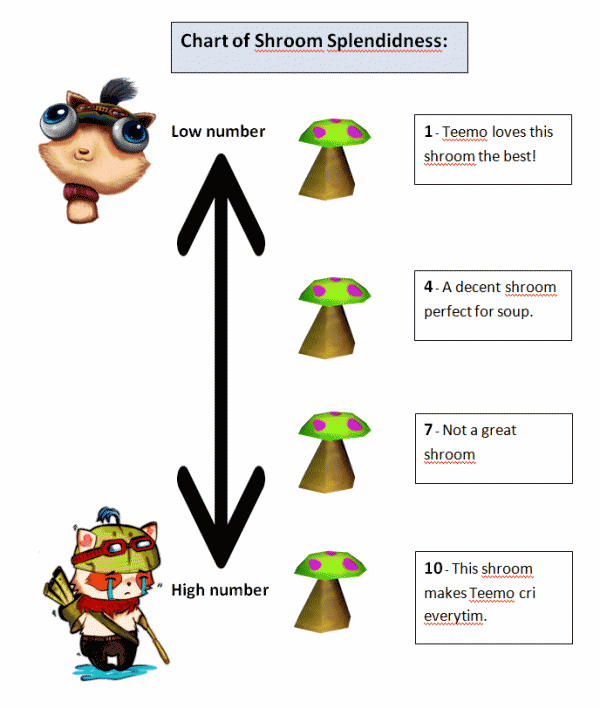 Chart of Shroom Splendidness:
Low number
1 - Teemo loves this
shroom the best!
4 - A decent shroom
perfect for soup.
7 - Not a great
shroom
High number
10 - This shroom
makes Teemo cri
everytim.